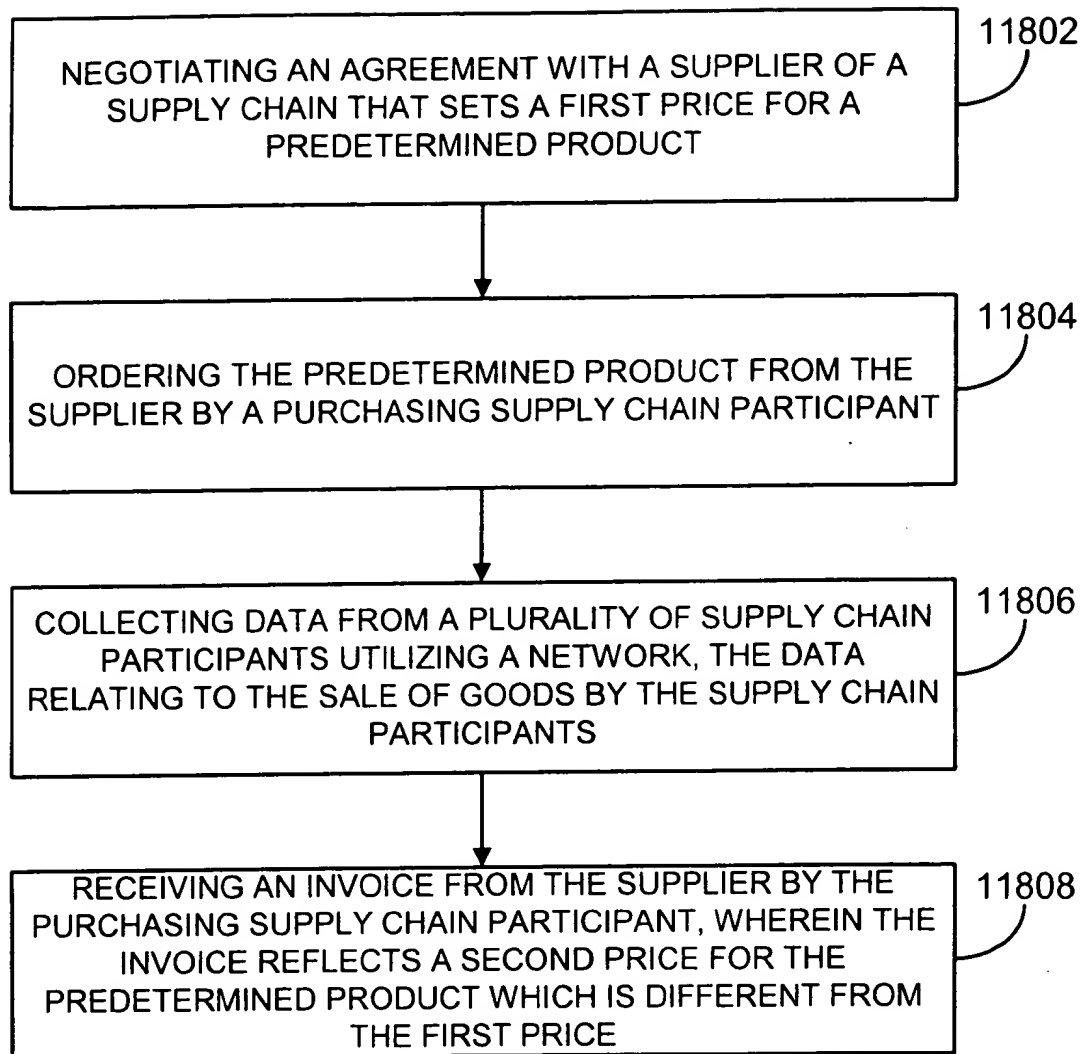 11802
NEGOTIATING AN AGREEMENT WITH A SUPPLIER OF A
SUPPLY CHAIN THAT SETS A FIRST PRICE FOR A
PREDETERMINED PRODUCT
11804
ORDERING THE PREDETERMINED PRODUCT FROM THE
SUPPLIER BY A PURCHASING SUPPLY CHAIN PARTICIPANT
11806
COLLECTING DATA FROM A PLURALITY OF SUPPLY CHAIN
PARTICIPANTS UTILIZING A NETWORK, THE DATA
RELATING TO THE SALE OF GOODS BY THE SUPPLY CHAIN
PARTICIPANTS
11808
RECEIVING AN INVOICE FROM THE SUPPLIER BY THE
PURCHASING SUPPLY CHAIN PARTICIPANT, WHEREIN THE
INVOICE REFLECTS A SECOND PRICE FOR THE
PREDETERMINED PRODUCT WHICH IS DIFFERENT FROM
THE FIRST PRICE